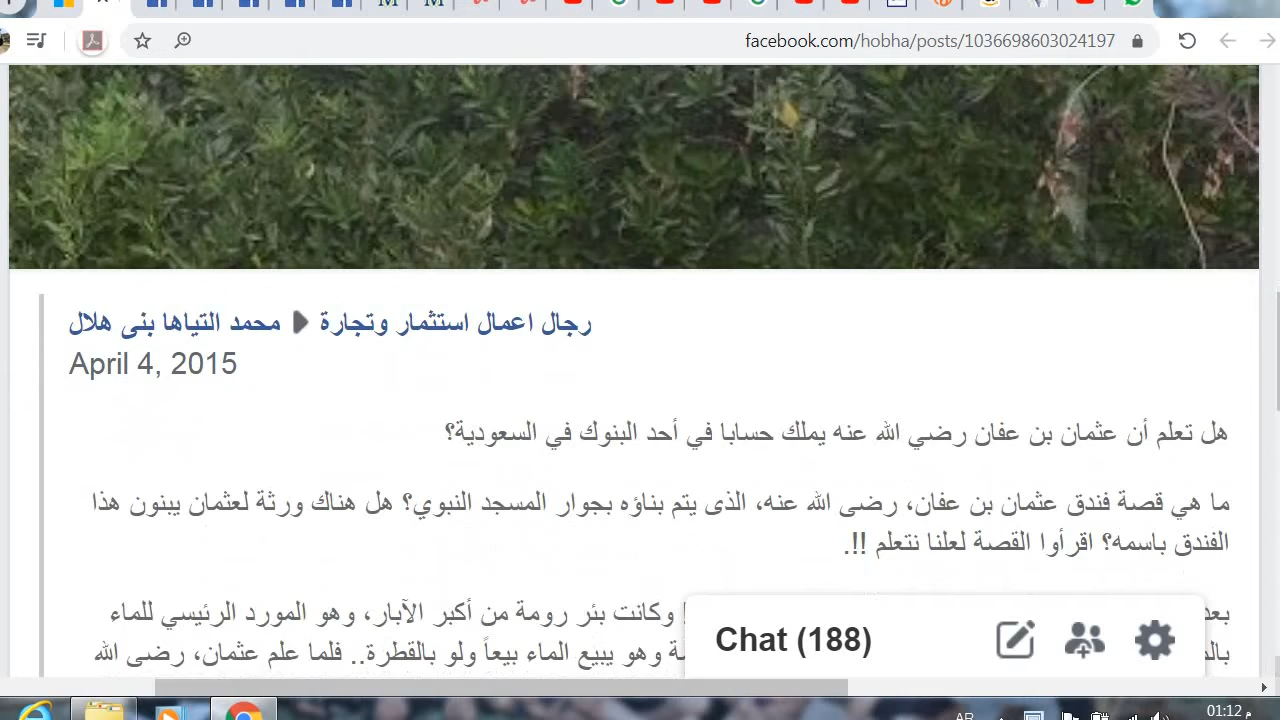 facebook.com/hobha/posts/1036698603024197
محمد التياها بنى هلال ◀ رجال اعمال استثمار وتجارة
April 4, 2015
هل تعلم أن عثمان بن عفان رضي الله عنه يملك حسابا في أحد البنوك في السعودية؟
ما هي قصة فندق عثمان بن عفان، رضى الله عنه، الذى يتم بناؤه بجوار المسجد النبوي؟ هل هناك ورثة لعثمان يبنون هذا
الفندق باسمه؟ اقرأوا القصة لعلنا نتعلم !!.
وكانت بئر رومة من أكبر الآبار، وهو المورد الرئيسي للماء
وهو يبيع الماء بيعاً ولو بالقطرة.. فلما علم عثمان، رضى الله
Chat (188)
AR
01:12 م